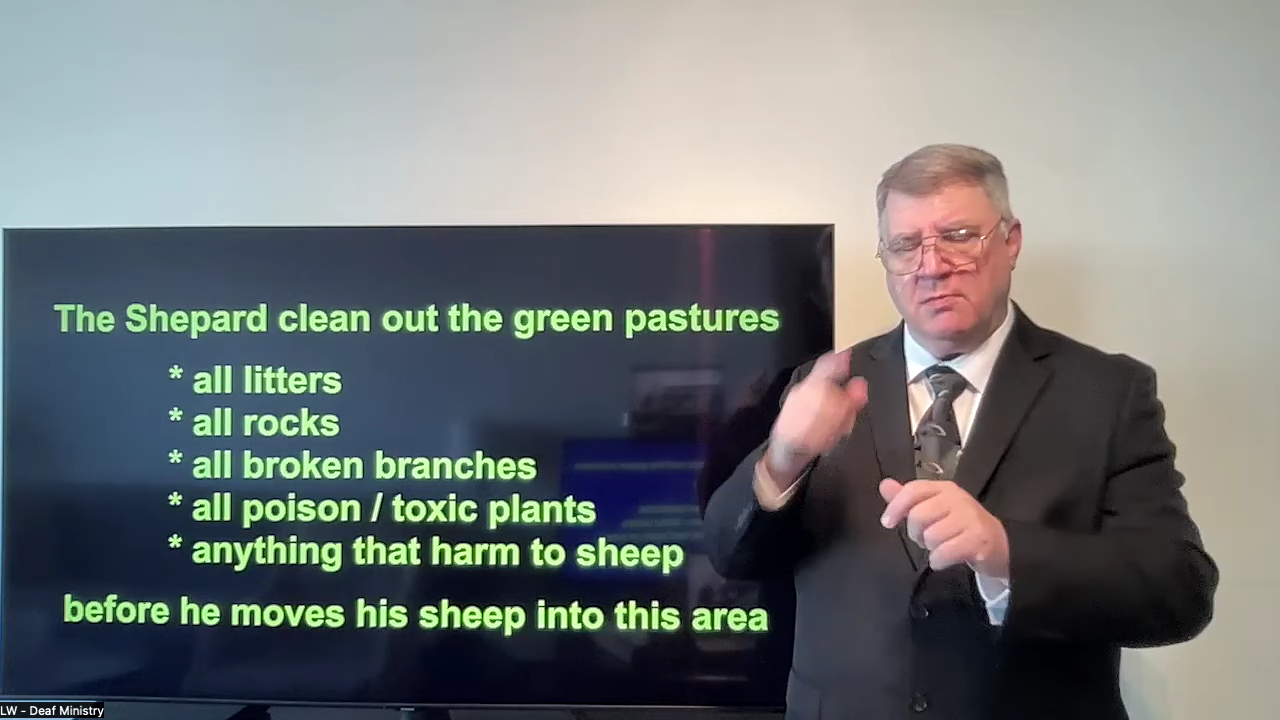 The Shepard clean out the green pastures
* all litters
* all rocks
* all broken branches
* all poison / toxic plants
* anything that harm to sheep
before he moves his sheep into this area
LW - Deaf Ministry